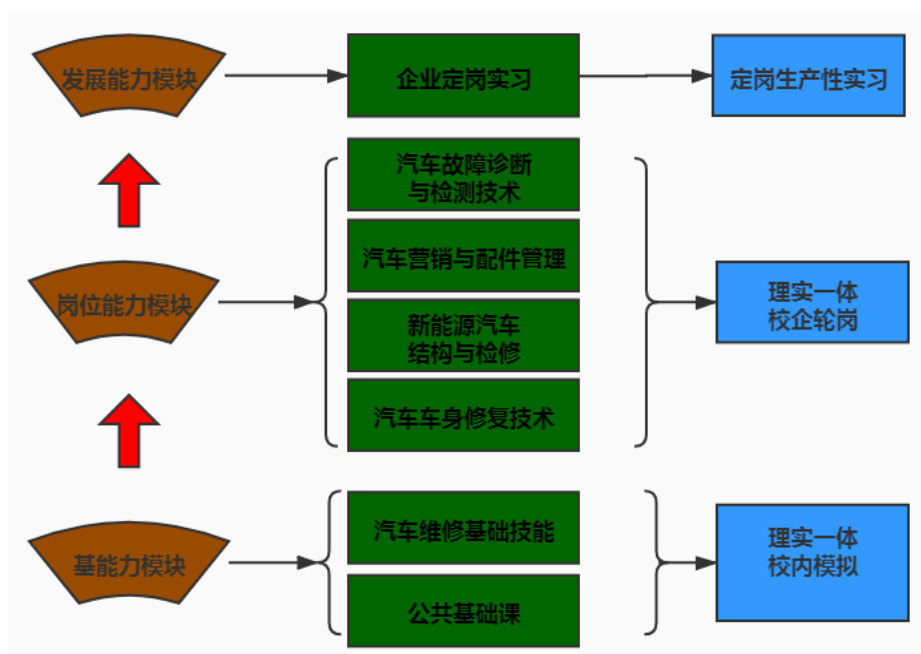 发展能力模块
企业定岗实习
定岗生产性实习
岗位能力模块
汽车故障诊断
与检测技术
汽车营销与配件管理
新能源汽车
结构与检修
汽车车身修复技术
理实一体
校企轮岗
基能力模块
汽车维修基础技能
公共基础课
理实一体
校内模拟